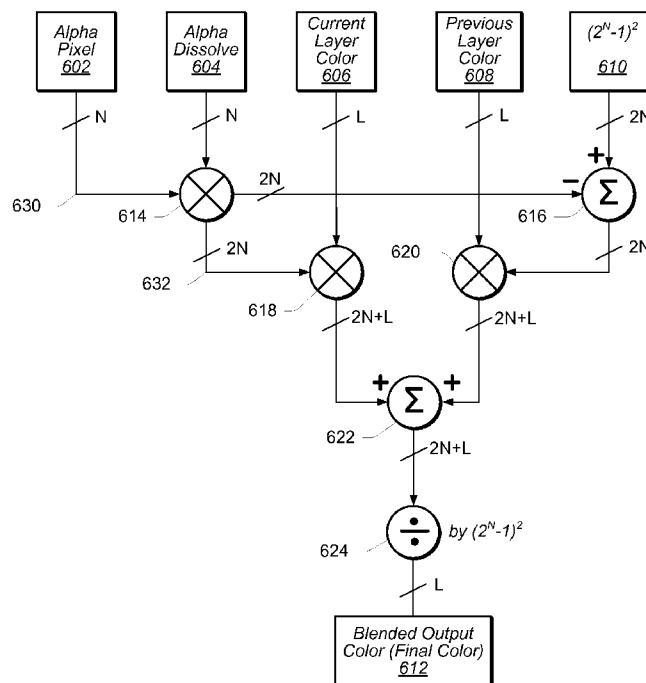 Alpha
Pixel
602
Alpha
Dissolve
604
Current
Layer
Color
606
Previous
Layer
Color
608
(2^N-1)^2
610
N
N
L
L
2N
+
−
630
614
2N
Σ
616
2N
632
2N
618
620
2N+L
2N+L
+
+
Σ
622
2N+L
624
÷
by (2^N-1)^2
L
Blended Output
Color (Final Color)
612